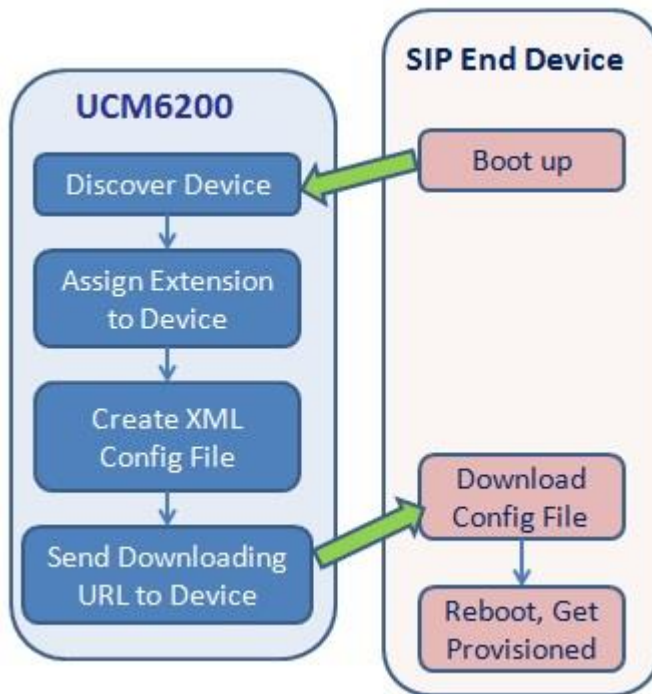 UCM6200
Discover Device
Assign Extension
to Device
Create XML
Config File
Send Downloading
URL to Device
SIP End Device
Boot up
Download
Config File
Reboot, Get
Provisioned